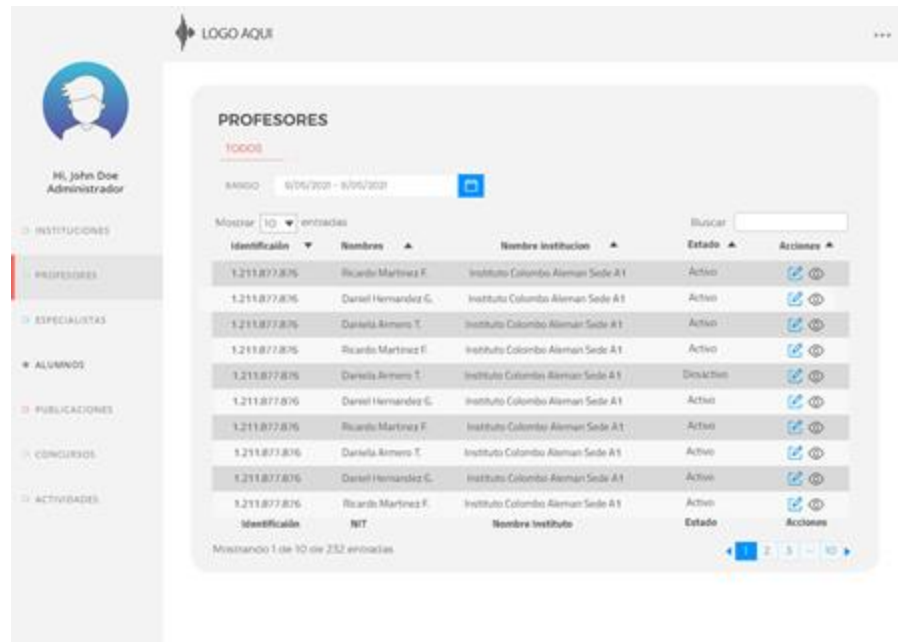 LOGO AQUI
Hi, John Doe
Administrador
INSTITUCIONES
PROFESORES
ESPECIALISTAS
ALUMNOS
PUBLICACIONES
CONCURSOS
ACTIVIDADES
PROFESORES
TODOS
RANGO 9/05/2021 - 9/05/2021
Mostrar 10 entradas Buscar
Identificaión Nombres Nombre institucion Estado Acciones
1.211.877.876 Ricardo Martinez F. Instituto Colombo Aleman Sede A1 Activo
1.211.877.876 Daniel Hernandez G. Instituto Colombo Aleman Sede A1 Activo
1.211.877.876 Daniela Armero T. Instituto Colombo Aleman Sede A1 Activo
1.211.877.876 Ricardo Martinez F. Instituto Colombo Aleman Sede A1 Activo
1.211.877.876 Daniela Armero T. Instituto Colombo Aleman Sede A1 Desactivo
1.211.877.876 Daniel Hernandez G. Instituto Colombo Aleman Sede A1 Activo
1.211.877.876 Ricardo Martinez F. Instituto Colombo Aleman Sede A1 Activo
1.211.877.876 Daniela Armero T. Instituto Colombo Aleman Sede A1 Activo
1.211.877.876 Daniel Hernandez G. Instituto Colombo Aleman Sede A1 Activo
1.211.877.876 Ricardo Martinez F. Instituto Colombo Aleman Sede A1 Activo
Identificaión NIT Nombre Instituto Estado Acciones
Mostrando 1 de 10 de 232 entradas 1 2 3 ... 10